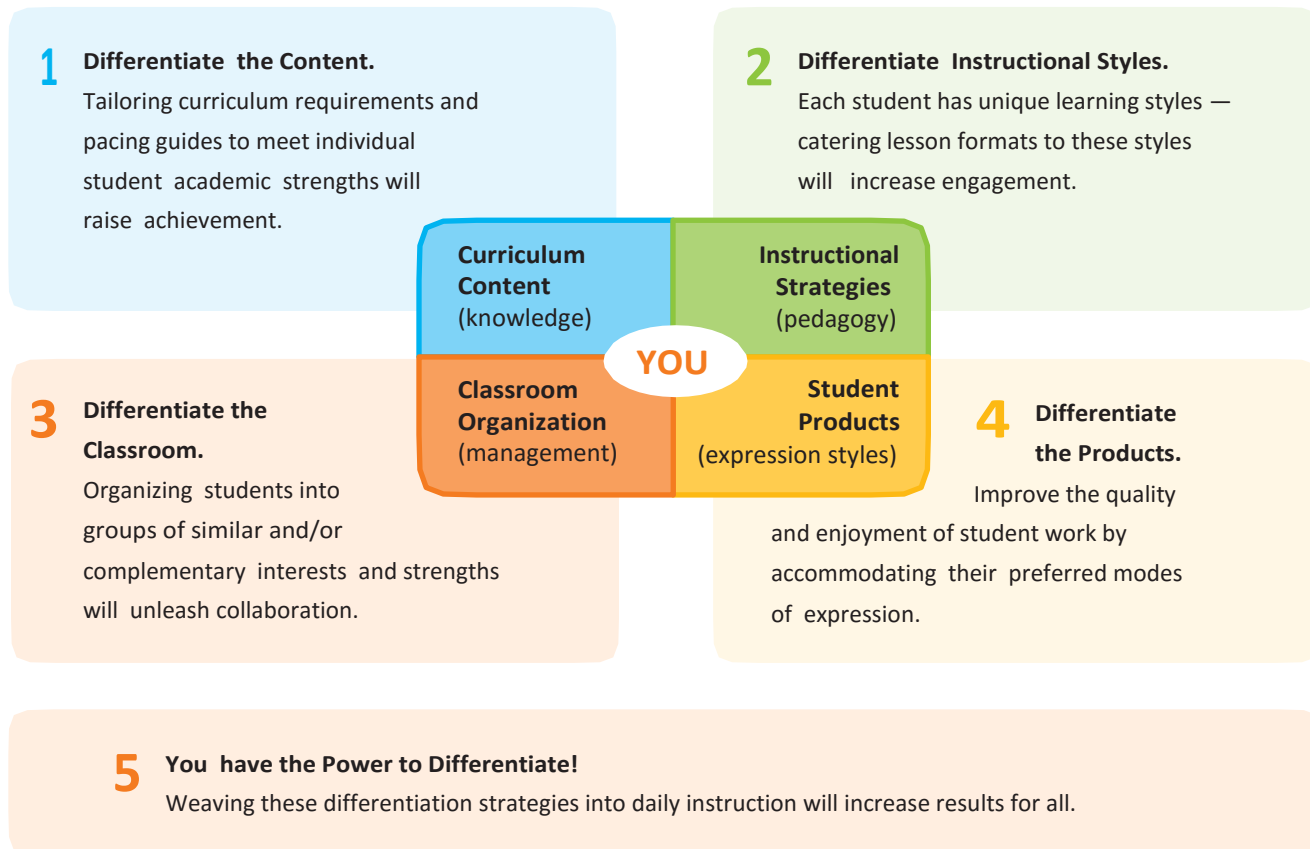 1 Differentiate the Content.
Tailoring curriculum requirements and
pacing guides to meet individual
student academic strengths will
raise achievement.
2 Differentiate Instructional Styles.
Each student has unique learning styles —
catering lesson formats to these styles
will increase engagement.
Curriculum
Content
(knowledge)
Instructional
Strategies
(pedagogy)
YOU
Classroom
Organization
(management)
Student
Products
(expression styles)
3 Differentiate the
Classroom.
Organizing students into
groups of similar and/or
complementary interests and strengths
will unleash collaboration.
4 Differentiate
the Products.
Improve the quality
and enjoyment of student work by
accommodating their preferred modes
of expression.
5 You have the Power to Differentiate!
Weaving these differentiation strategies into daily instruction will increase results for all.